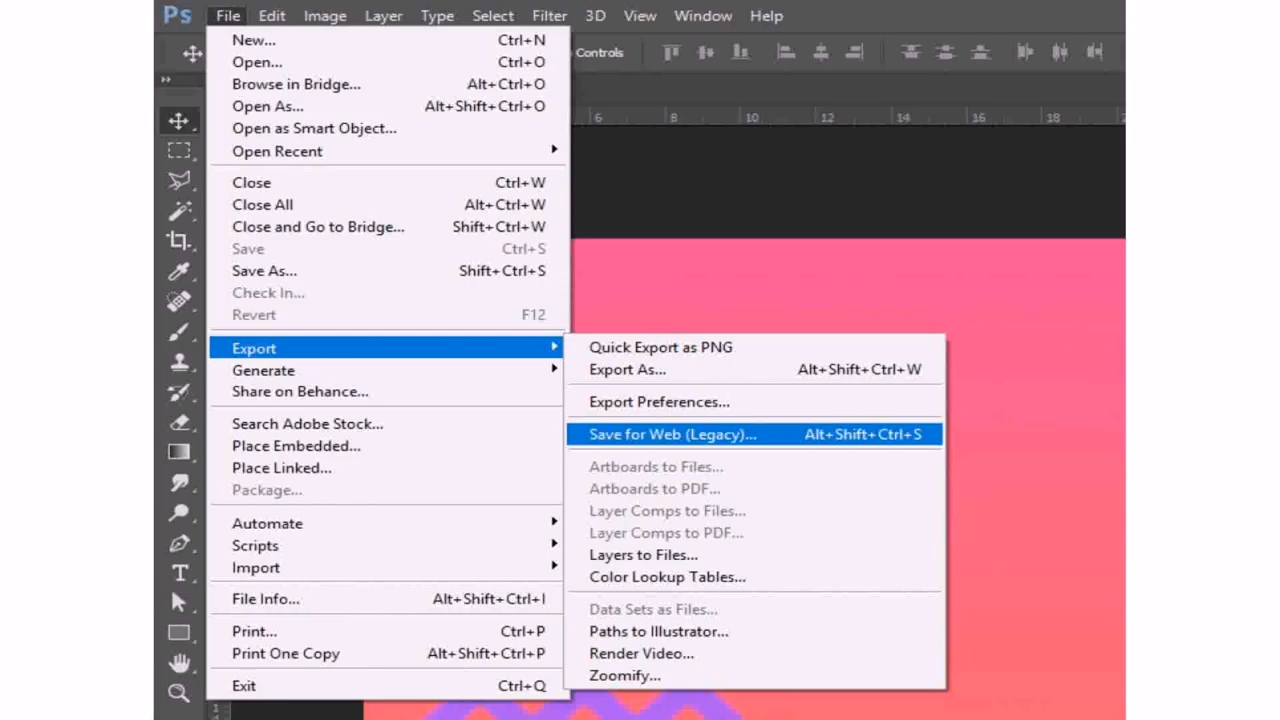 Ps File Edit Image Layer Type Select Filter 3D View Window Help
Controls
6 8 10 12 14 16 18
New... Ctrl+N
Open... Ctrl+O
Browse in Bridge... Alt+Ctrl+O
Open As... Alt+Shift+Ctrl+O
Open as Smart Object...
Open Recent
Close Ctrl+W
Close All Alt+Ctrl+W
Close and Go to Bridge... Shift+Ctrl+W
Save Ctrl+S
Save As... Shift+Ctrl+S
Check In...
Revert F12
Export
Generate
Share on Behance...
Search Adobe Stock...
Place Embedded...
Place Linked...
Package...
Automate
Scripts
Import
File Info... Alt+Shift+Ctrl+I
Print... Ctrl+P
Print One Copy Alt+Shift+Ctrl+P
Exit Ctrl+Q
Quick Export as PNG
Export As... Alt+Shift+Ctrl+W
Export Preferences...
Save for Web (Legacy)... Alt+Shift+Ctrl+S
Artboards to Files...
Artboards to PDF...
Layer Comps to Files...
Layer Comps to PDF...
Layers to Files...
Color Lookup Tables...
Data Sets as Files...
Paths to Illustrator...
Render Video...
Zoomify...